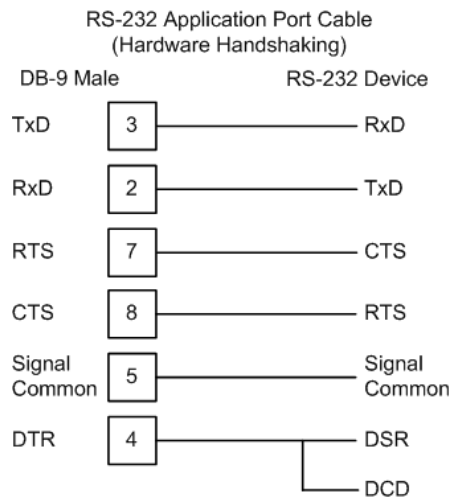 RS-232 Application Port Cable
(Hardware Handshaking)
DB-9 Male RS-232 Device
TxD 3 RxD
RxD 2 TxD
RTS 7 CTS
CTS 8 RTS
Signal Common 5 Signal Common
DTR 4 DSR
DCD